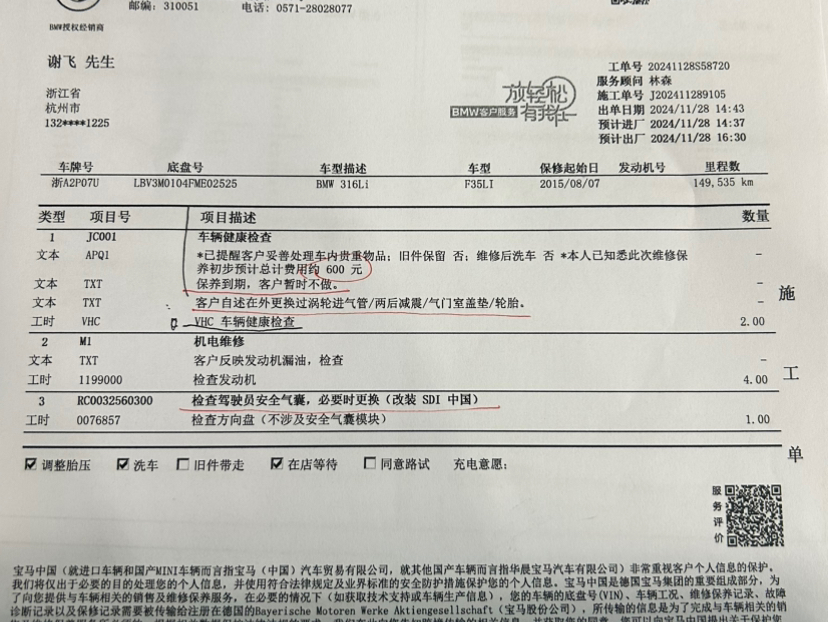 邮编: 310051 电话: 0571-28028077
BMW授权经销商
谢飞 先生
浙江省
杭州市
132****1225
放轻松
BMW客户服务 有我在
工单号 20241128S58720
服务顾问 林森
施工单号 J202411289105
出单日期 2024/11/28 14:43
预计进厂 2024/11/28 14:37
预计出厂 2024/11/28 16:30
车牌号 底盘号 车型描述 车型 保修起始日 发动机号 里程数
浙A2P07U LBV3M0104FME02525 BMW 316Li F35LI 2015/08/07 149,535 km
类型 项目号 项目描述 数量
1 JC001 车辆健康检查
文本 APQ1 *已提醒客户妥善处理车内贵重物品; 旧件保留 否; 维修后洗车 否 *本人已知悉此次维修保 –
养初步预计总计费用约 600 元
文本 TXT 保养到期, 客户暂时不做。 –
文本 TXT 客户自述在外更换过涡轮进气管/两后减震/气门室盖垫/轮胎。 –
工时 VHC VHC 车辆健康检查 2.00
2 M1 机电维修
文本 TXT 客户反映发动机漏油, 检查 –
工时 1199000 检查发动机 4.00
3 RC0032560300 检查驾驶员安全气囊, 必要时更换 (改装 SDI 中国)
工时 0076857 检查方向盘 (不涉及安全气囊模块) 1.00
施
工
单
☑ 调整胎压 ☑ 洗车 ☐ 旧件带走 ☑ 在店等待 ☐ 同意路试 充电意愿:
服务评价
宝马中国 (就进口车辆和国产MINI车辆而言指宝马 (中国) 汽车贸易有限公司, 就其他国产车辆而言指华晨宝马汽车有限公司) 非常重视客户个人信息的保护。
我们将仅出于必要的目的处理您的个人信息, 并使用符合法律规定及业界标准的安全防护措施保护您的个人信息。宝马中国是德国宝马集团的重要组成部分, 为
了向您提供与车辆相关的销售及维修保养服务, 在必要的情况下 (如获取技术支持或车辆生产信息), 您的车辆的底盘号(VIN)、车辆工况、维修保养记录、故障
诊断记录以及保修记录需要被传输给注册在德国的Bayerische Motoren Werke Aktiengesellschaft (宝马股份公司), 所传输的信息是为了完成与车辆相关的销